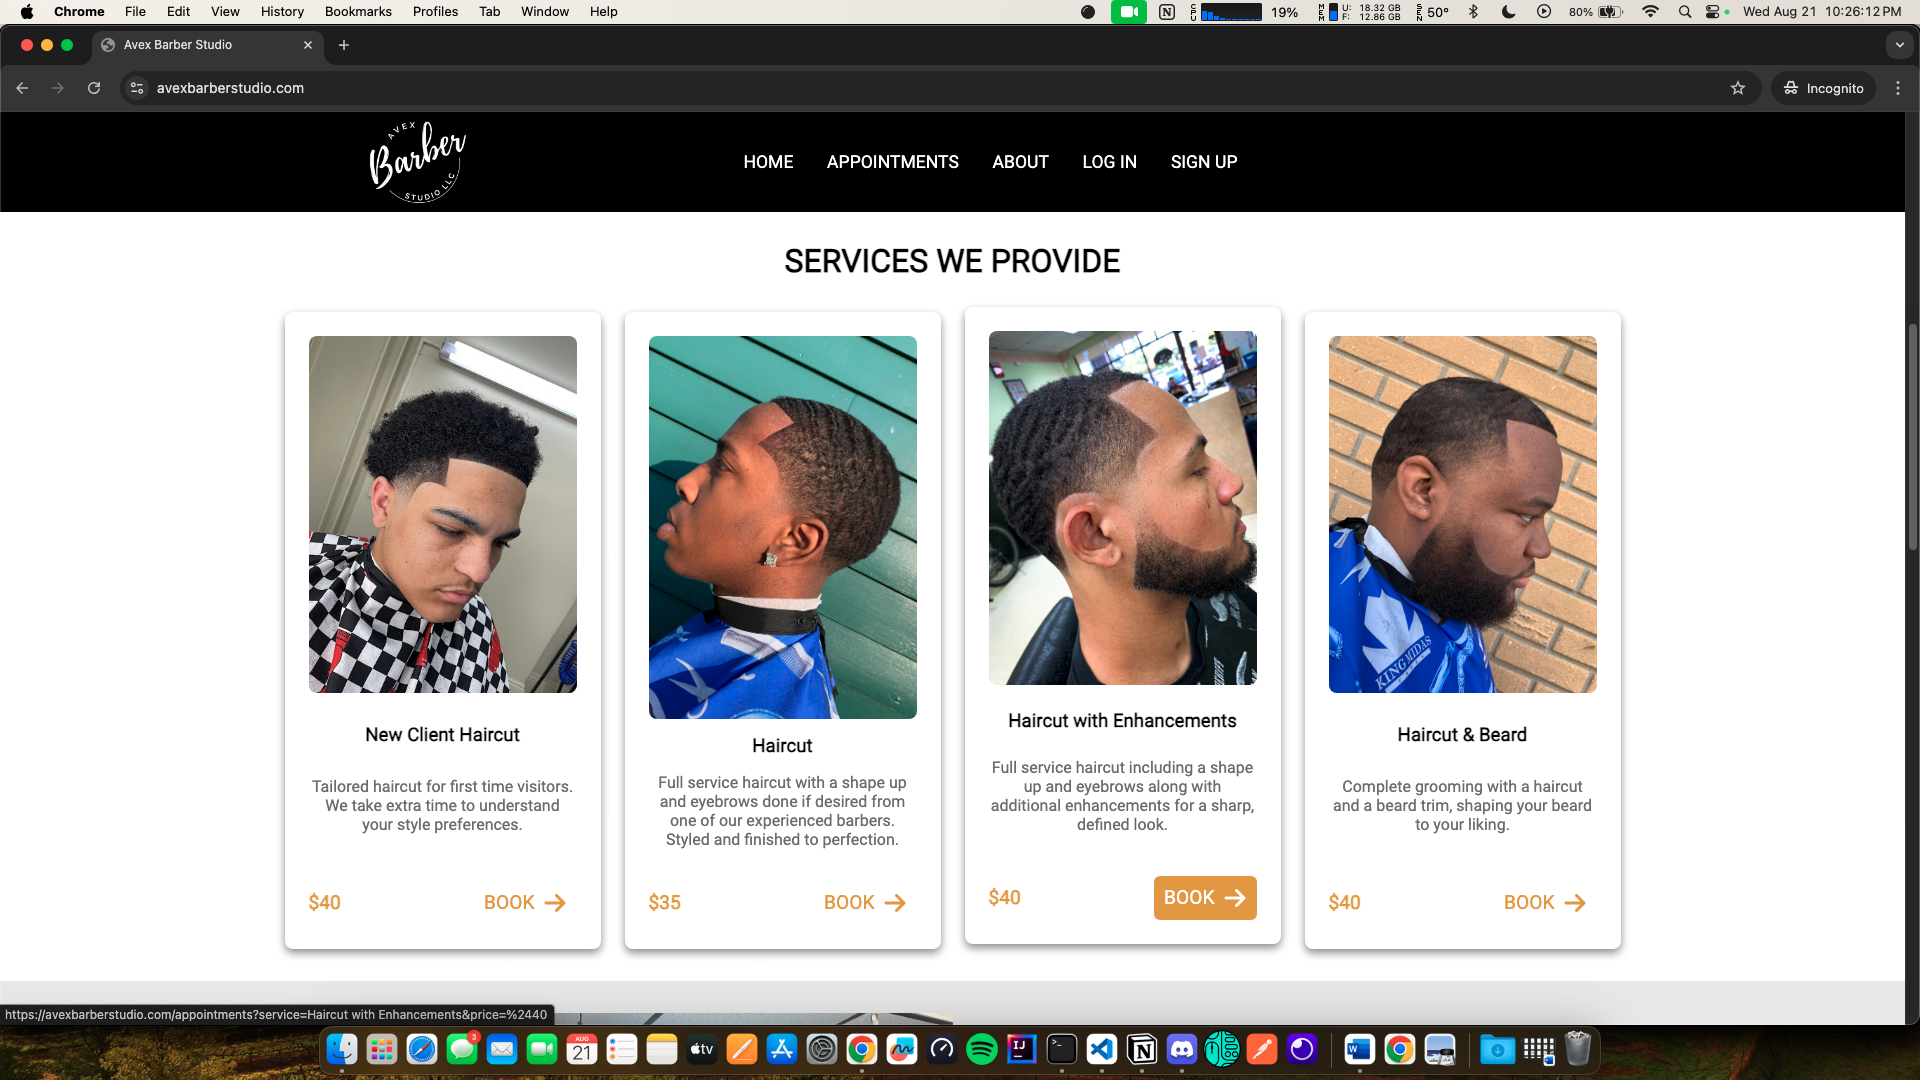 Chrome File Edit View History Bookmarks Profiles Tab Window Help
19% U: 18.32 GB F: 12.86 GB 50° 80% Wed Aug 21 10:26:12 PM
Avex Barber Studio
avexbarberstudio.com
Incognito
AVEX
Barber
STUDIO LLC
HOME APPOINTMENTS ABOUT LOG IN SIGN UP
SERVICES WE PROVIDE
New Client Haircut
Tailored haircut for first time visitors.
We take extra time to understand
your style preferences.
$40 BOOK
Haircut
Full service haircut with a shape up
and eyebrows done if desired from
one of our experienced barbers.
Styled and finished to perfection.
$35 BOOK
Haircut with Enhancements
Full service haircut including a shape
up and eyebrows along with
additional enhancements for a sharp,
defined look.
$40 BOOK
KING MIDAS
Haircut & Beard
Complete grooming with a haircut
and a beard trim, shaping your beard
to your liking.
$40 BOOK
https://avexbarberstudio.com/appointments?service=Haircut with Enhancements&price=%2440
3
AUG
21
tv
IJ